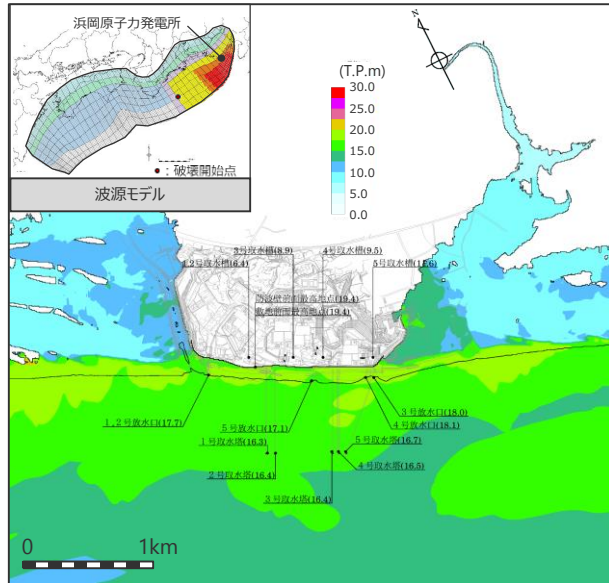 浜岡原子力発電所
●：破壊開始点
波源モデル
N
(T.P.m)
30.0
25.0
20.0
15.0
10.0
5.0
0.0
3号取水槽(8.9)
4号取水槽(9.5)
1,2号取水槽(6.4)
5号取水槽(11.6)
防波壁前面最高地点(19.4)
敷地前面最高地点(19.4)
1,2号放水口(17.7)
5号放水口(17.1)
3号放水口(18.0)
4号放水口(18.1)
1号取水塔(16.3)
5号取水塔(16.7)
2号取水塔(16.4)
4号取水塔(16.5)
3号取水塔(16.4)
0
1km